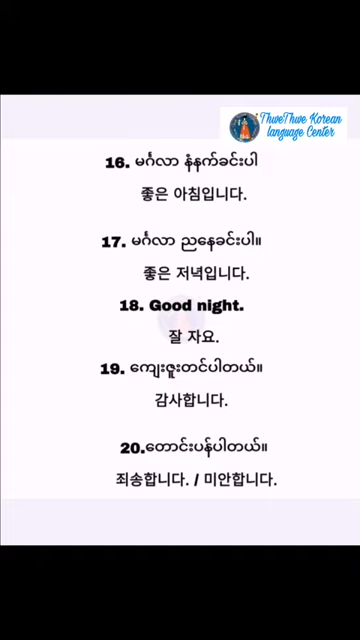 ThweThwe Korean
language Center
16. မင်္ဂလာ နံနက်ခင်းပါ
좋은 아침입니다.
17. မင်္ဂလာ ညနေခင်းပါ။
좋은 저녁입니다.
18. Good night.
잘 자요.
19. ကျေးဇူးတင်ပါတယ်။
감사합니다.
20.တောင်းပန်ပါတယ်။
죄송합니다. / 미안합니다.